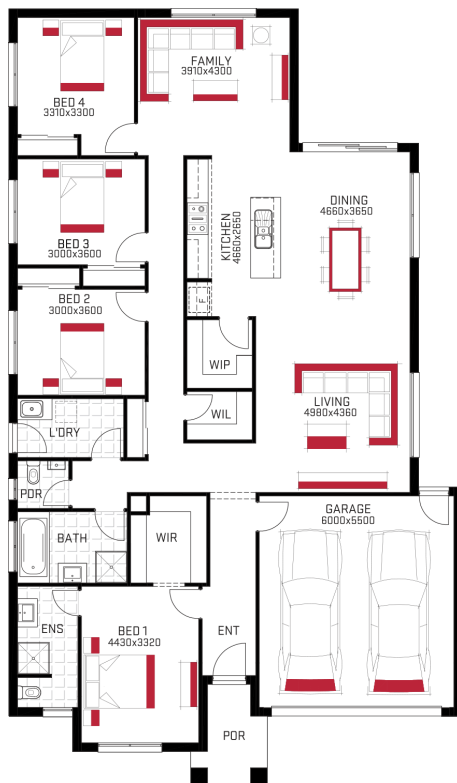 FAMILY
3910x4300
BED 4
3310x3300
KITCHEN
4660x2650
DINING
4660x3650
BED 3
3000x3600
BED 2
3000x3600
F
WIP
WIL
LIVING
4980x4360
L'DRY
PDR
BATH
WIR
GARAGE
6000x5500
ENS
BED 1
4430x3320
ENT
POR